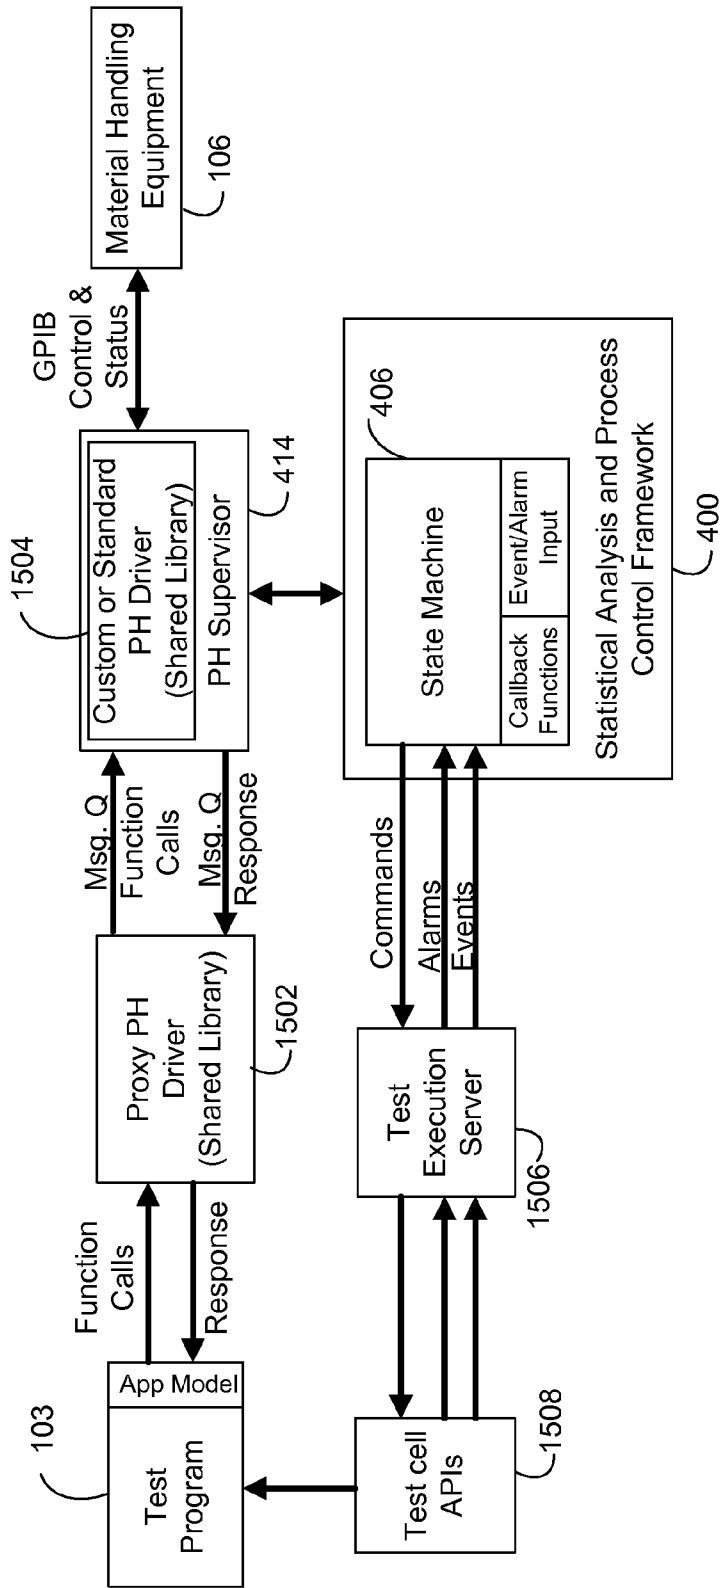 103
Test
Program
App Model
Function
Calls
Response
Proxy PH
Driver
(Shared Library)
1502
Msg. Q
Function
Calls
Msg. Q
Response
1504
Custom or Standard
PH Driver
(Shared Library)
PH Supervisor
414
GPIB
Control &
Status
Material Handling
Equipment
106
Test cell
APIs
1508
Test
Execution
Server
1506
Commands
Alarms
Events
State
Machine
406
Callback
Functions
Event/Alarm
Input
Statistical Analysis and Process
Control Framework
400